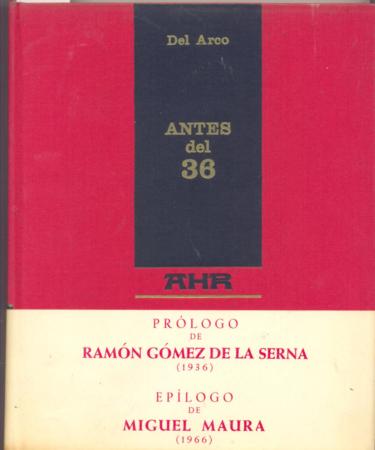 Del Arco
ANTES
del
36
AHR
PRÓLOGO
DE
RAMÓN GÓMEZ DE LA SERNA
(1936)
EPÍLOGO
DE
MIGUEL MAURA
(1966)